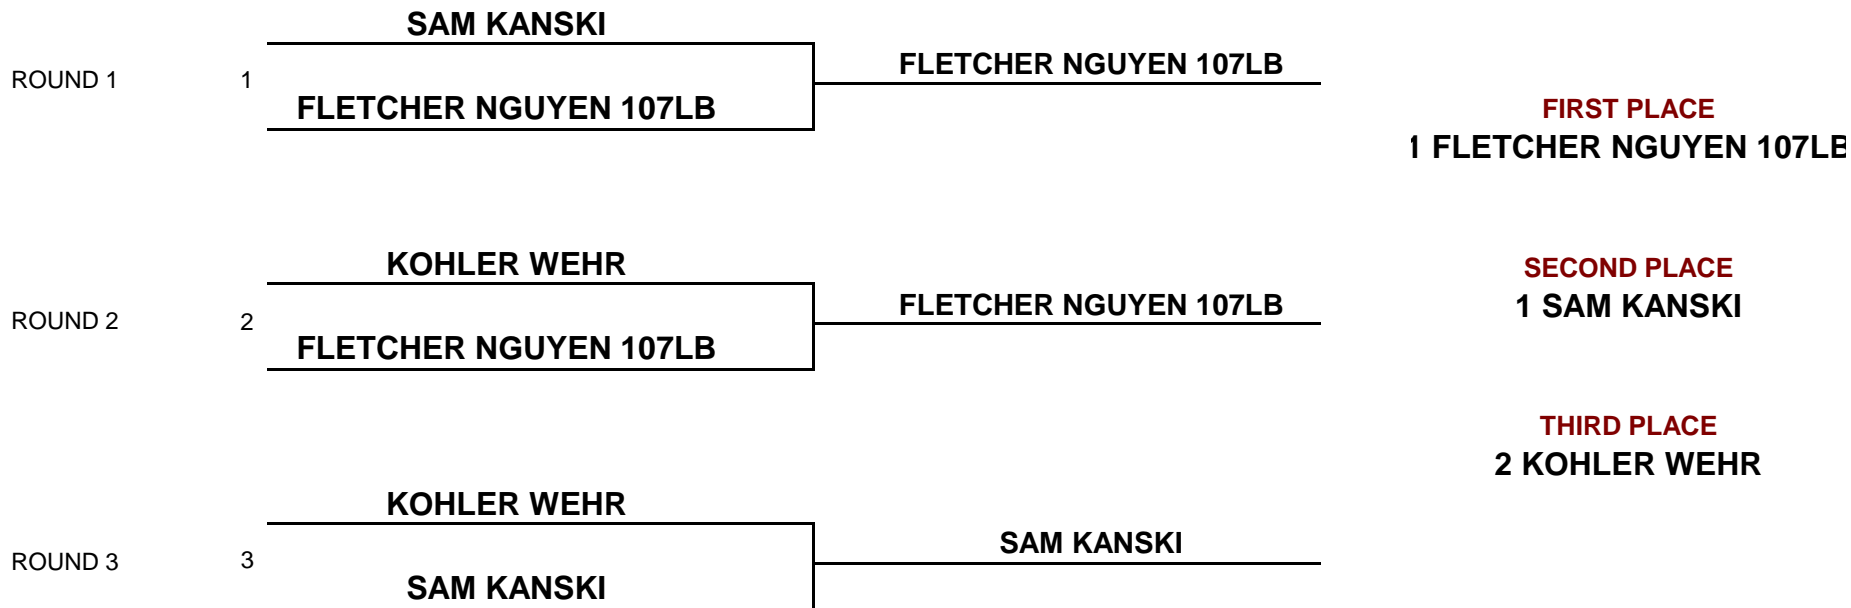 SAM KANSKI
ROUND 1 1 FLETCHER NGUYEN 107LB
FLETCHER NGUYEN 107LB
FIRST PLACE
1 FLETCHER NGUYEN 107LB
KOHLER WEHR
ROUND 2 2 FLETCHER NGUYEN 107LB
FLETCHER NGUYEN 107LB
SECOND PLACE
1 SAM KANSKI
THIRD PLACE
2 KOHLER WEHR
KOHLER WEHR
ROUND 3 3 SAM KANSKI
SAM KANSKI